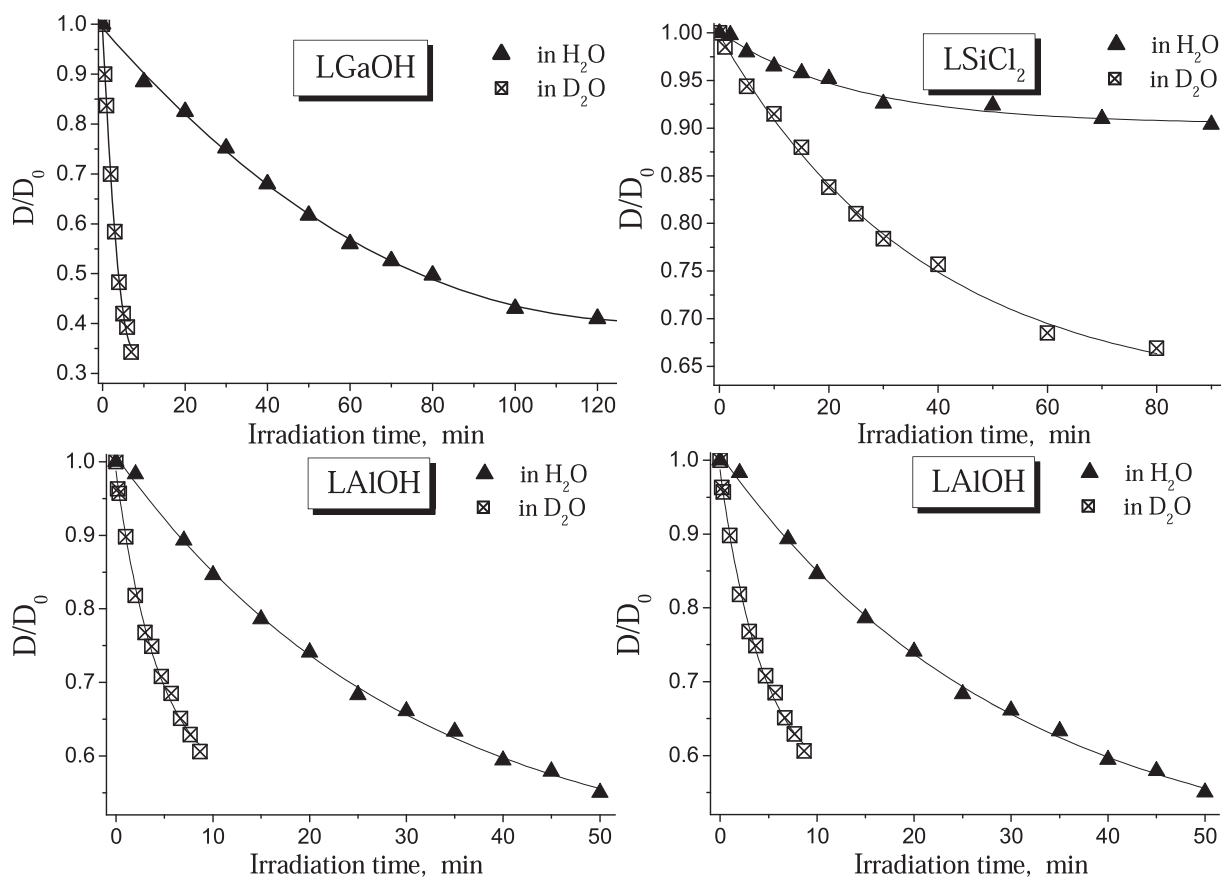 LGaOH
in H₂O
in D₂O
D/D₀
1.0
0.9
0.8
0.7
0.6
0.5
0.4
0.3
0 20 40 60 80 100 120
Irradiation time, min
LSiCl₂
in H₂O
in D₂O
D/D₀
1.00
0.95
0.90
0.85
0.80
0.75
0.70
0.65
0 20 40 60 80
Irradiation time, min
LAlOH
in H₂O
in D₂O
D/D₀
1.0
0.9
0.8
0.7
0.6
0 10 20 30 40 50
Irradiation time, min
LAlOH
in H₂O
in D₂O
D/D₀
1.0
0.9
0.8
0.7
0.6
0 10 20 30 40 50
Irradiation time, min